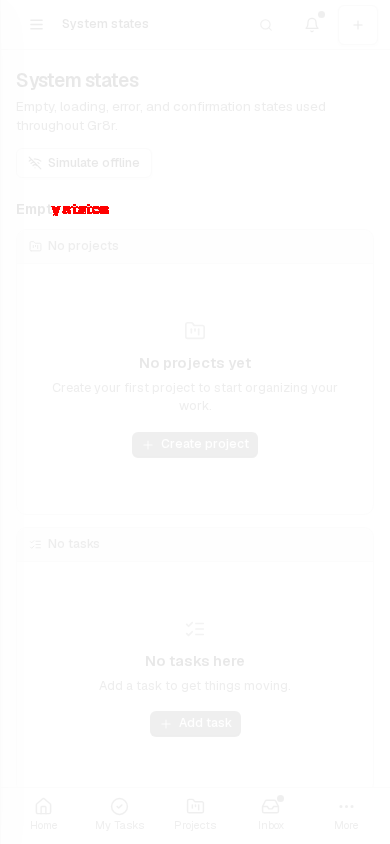 System states
System states
Empty, loading, error, and confirmation states used
throughout Gr8r.
Simulate offline
No projects
No projects yet
Create your first project to start organizing your
work.
Create project
No tasks
No tasks here
Add a task to get things moving.
Add task
Home
My Tasks
Projects
Inbox
More